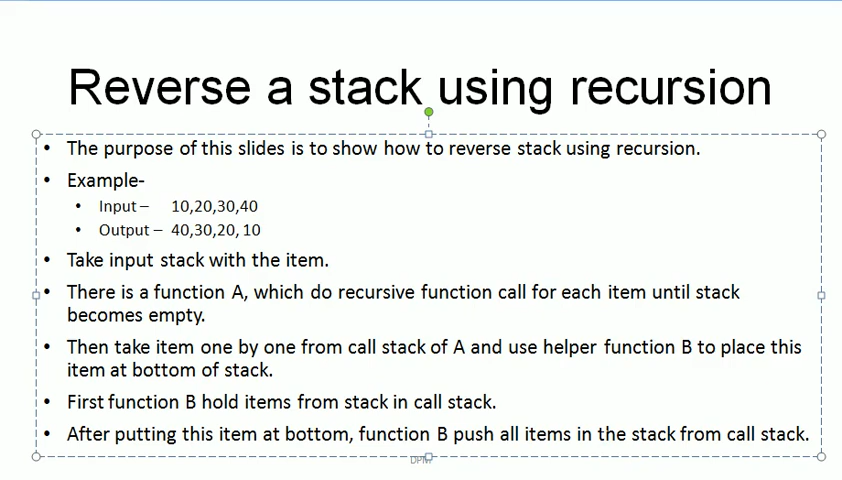 Reverse a stack using recursion
• The purpose of this slides is to show how to reverse stack using recursion.
• Example-
• Input – 10,20,30,40
• Output – 40,30,20, 10
• Take input stack with the item.
• There is a function A, which do recursive function call for each item until stack
becomes empty.
• Then take item one by one from call stack of A and use helper function B to place this
item at bottom of stack.
• First function B hold items from stack in call stack.
• After putting this item at bottom, function B push all items in the stack from call stack.